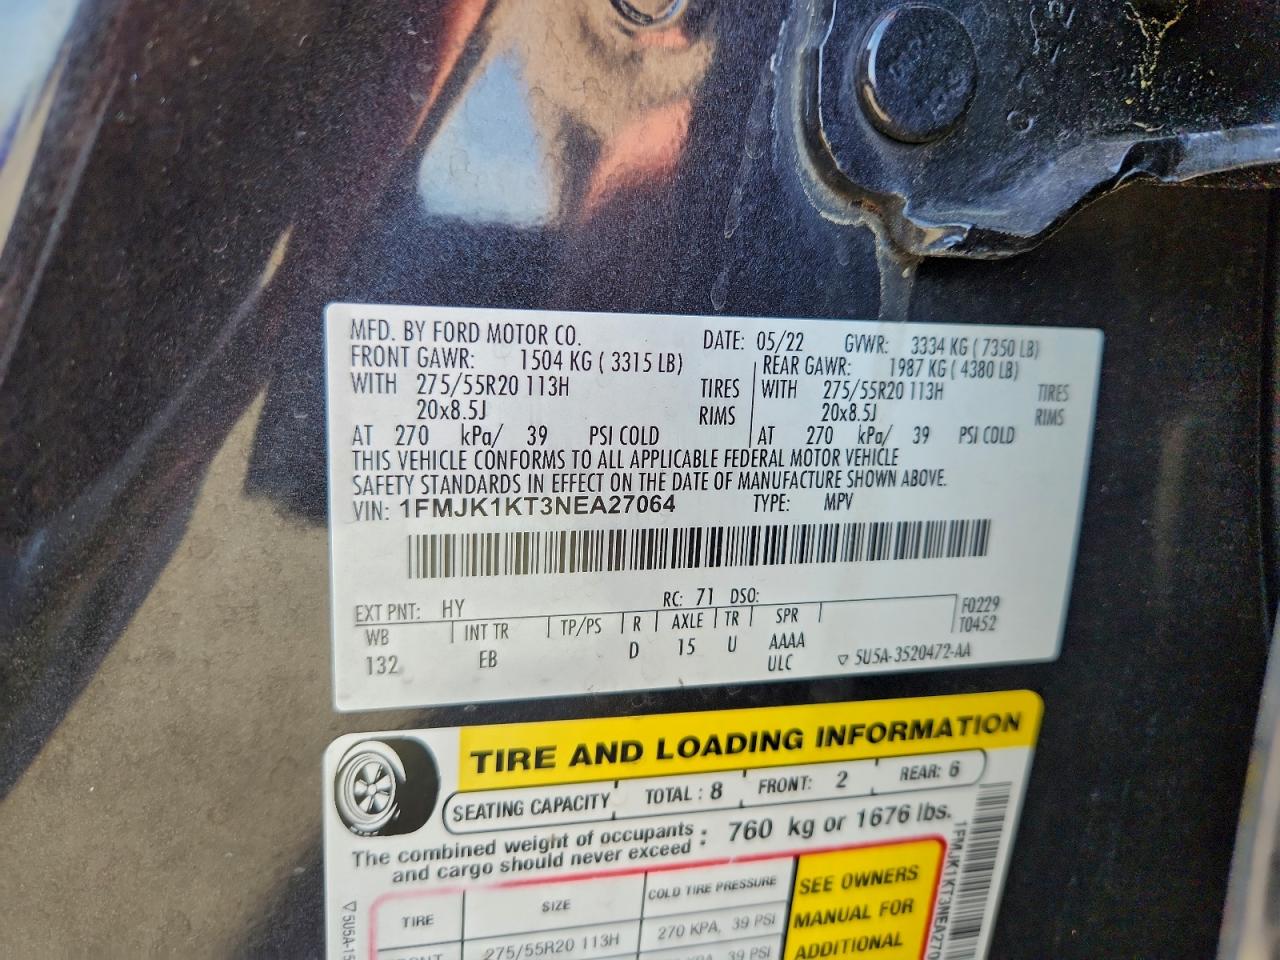 MFD. BY FORD MOTOR CO. DATE: 05/22 GVWR: 3334 KG ( 7350 LB)
FRONT GAWR: 1504 KG ( 3315 LB) REAR GAWR: 1987 KG ( 4380 LB)
WITH 275/55R20 113H TIRES WITH 275/55R20 113H TIRES
20x8.5J RIMS 20x8.5J RIMS
AT 270 kPa/ 39 PSI COLD AT 270 kPa/ 39 PSI COLD
THIS VEHICLE CONFORMS TO ALL APPLICABLE FEDERAL MOTOR VEHICLE
SAFETY STANDARDS IN EFFECT ON THE DATE OF MANUFACTURE SHOWN ABOVE.
VIN: 1FMJK1KT3NEA27064 TYPE: MPV
EXT PNT: HY RC: 71 DSO:
WB INT TR TP/PS R AXLE TR SPR F0229
T0452
132 EB D 15 U AAAA
ULC ▽ 5U5A-3520472-AA
TIRE AND LOADING INFORMATION
SEATING CAPACITY TOTAL : 8 FRONT: 2 REAR: 6
The combined weight of occupants
and cargo should never exceed : 760 kg or 1676 lbs.
TIRE SIZE COLD TIRE PRESSURE
275/55R20 113H 270 KPA, 39 PSI
39 PSI
SEE OWNERS
MANUAL FOR
ADDITIONAL
1FMJK1KT3NEA270
▽5U5A-15